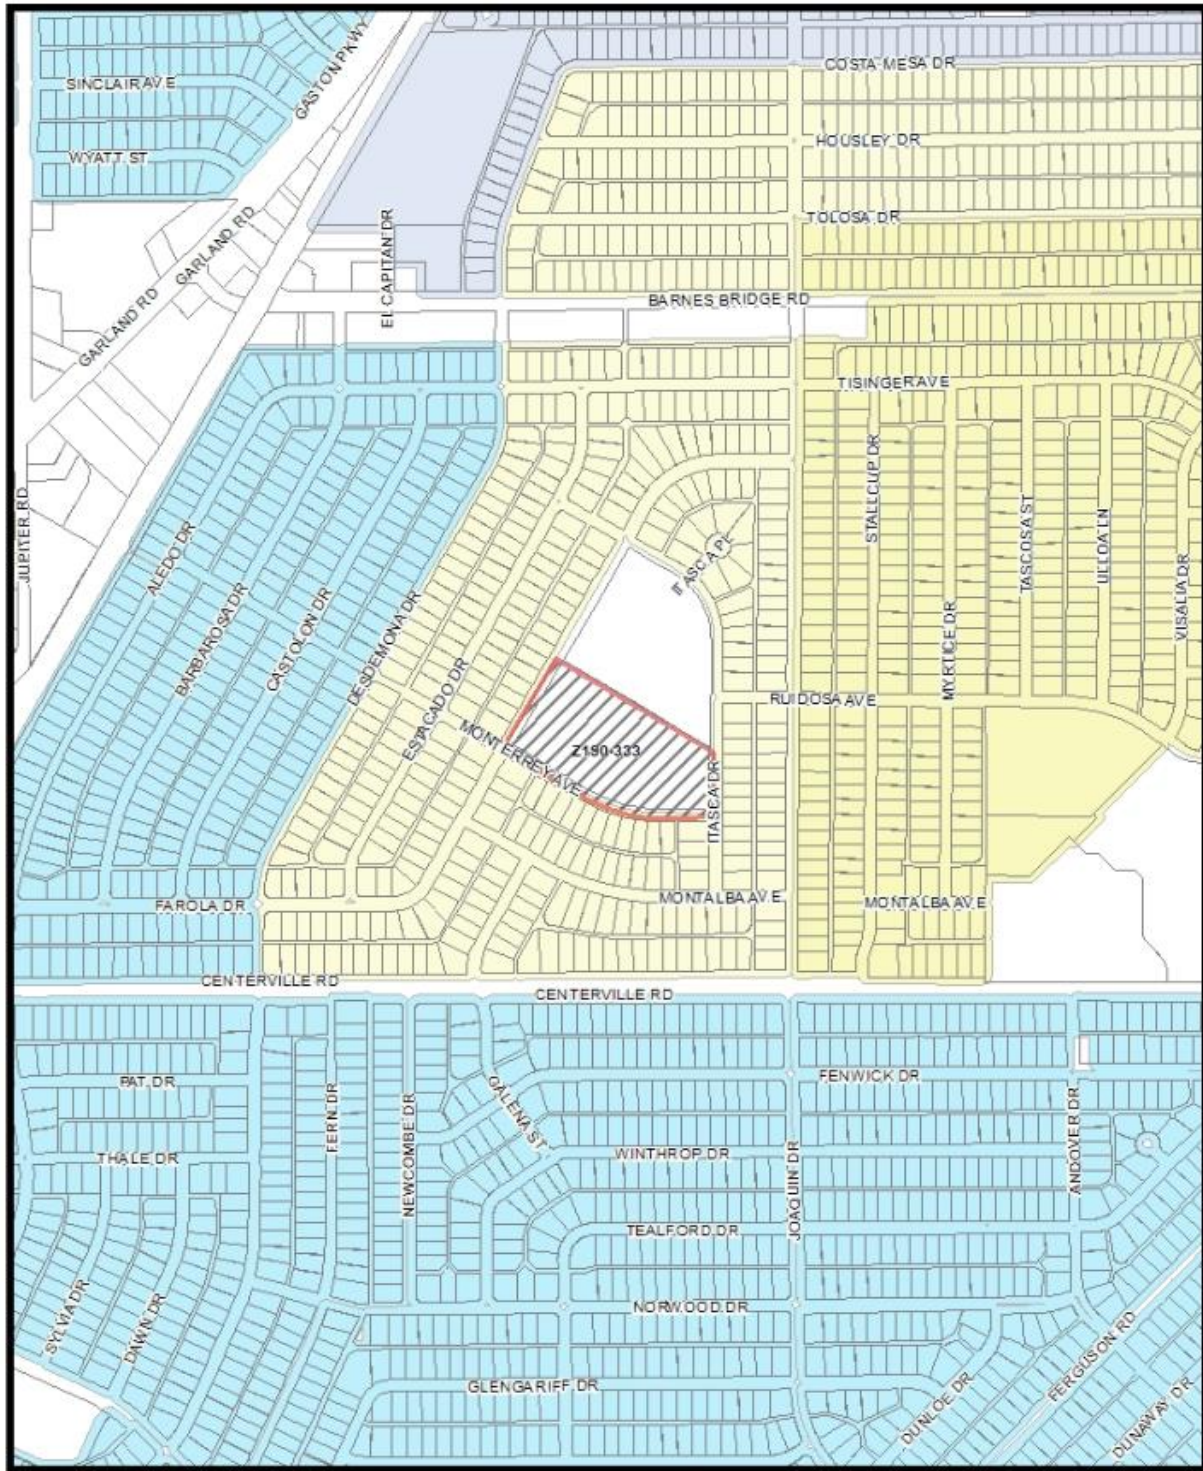 COSTA MESA DR
SINCLAIR AVE
GASTON PKWY
HOUSLEY DR
WYATT ST
TOLOSA DR
GARLAND RD
EL CAPITAN DR
BARNES BRIDGE RD
GARLAND RD
TISINGER AVE
STALLCUP DR
JUPITER RD
TASCOSA ST
ULLOA LN
ALEDO DR
ITASCA PL
VISALIA DR
BARBAROSA DR
CASTOLON DR
DESDEMONA DR
MYRTICE DR
ESTACADO DR
RUIDOSA AVE
MONTERREY AVE
Z190-333
ITASCA DR
MONTALBA AVE
MONTALBA AVE
FAROLA DR
CENTERVILLE RD
CENTERVILLE RD
PAT DR
FERN DR
NEWCOMBE DR
GALENA ST
FENWICK DR
ANDOVER DR
THALE DR
WINTHROP DR
JOAQUIN DR
TEALFORD DR
SYLVIA DR
DAWN DR
NORWOOD DR
FERGUSON RD
GLENGARIFF DR
DUNLOE DR
DUNAWAY DR